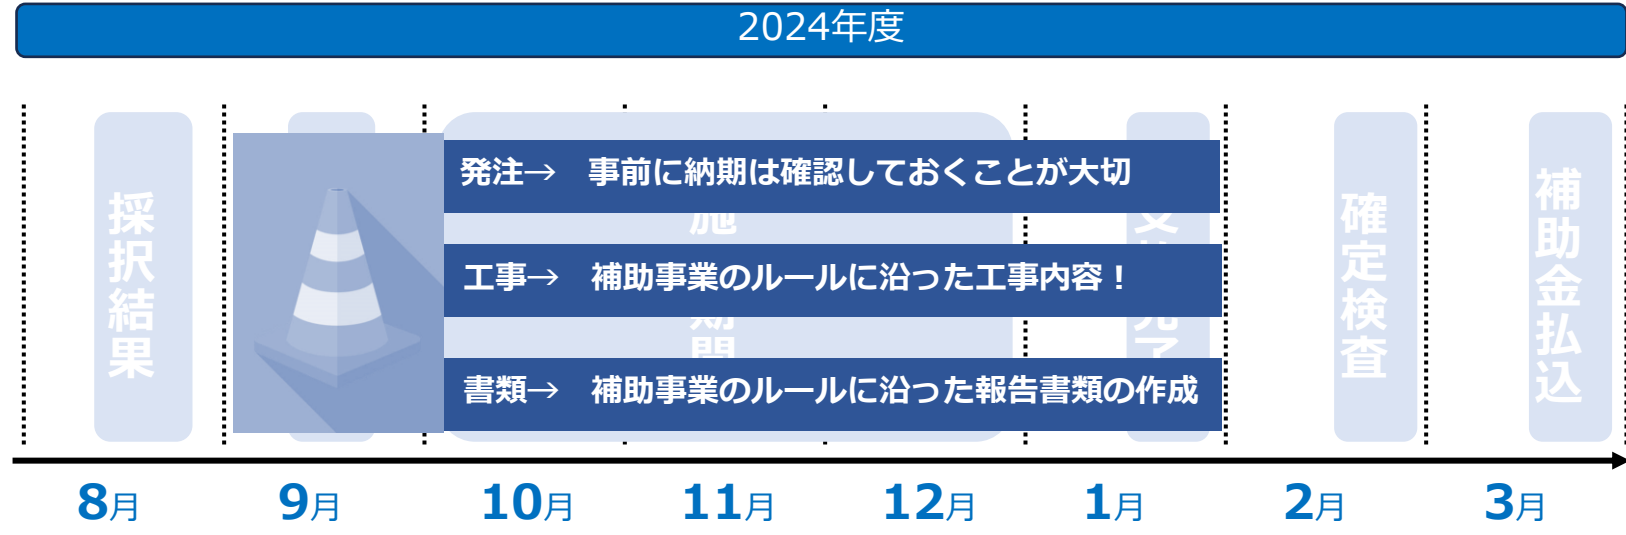 2024年度
採択結果
発注→　事前に納期は確認しておくことが大切
工事→　補助事業のルールに沿った工事内容！
書類→　補助事業のルールに沿った報告書類の作成
確定検査
補助金払込
8月
9月
10月
11月
12月
1月
2月
3月